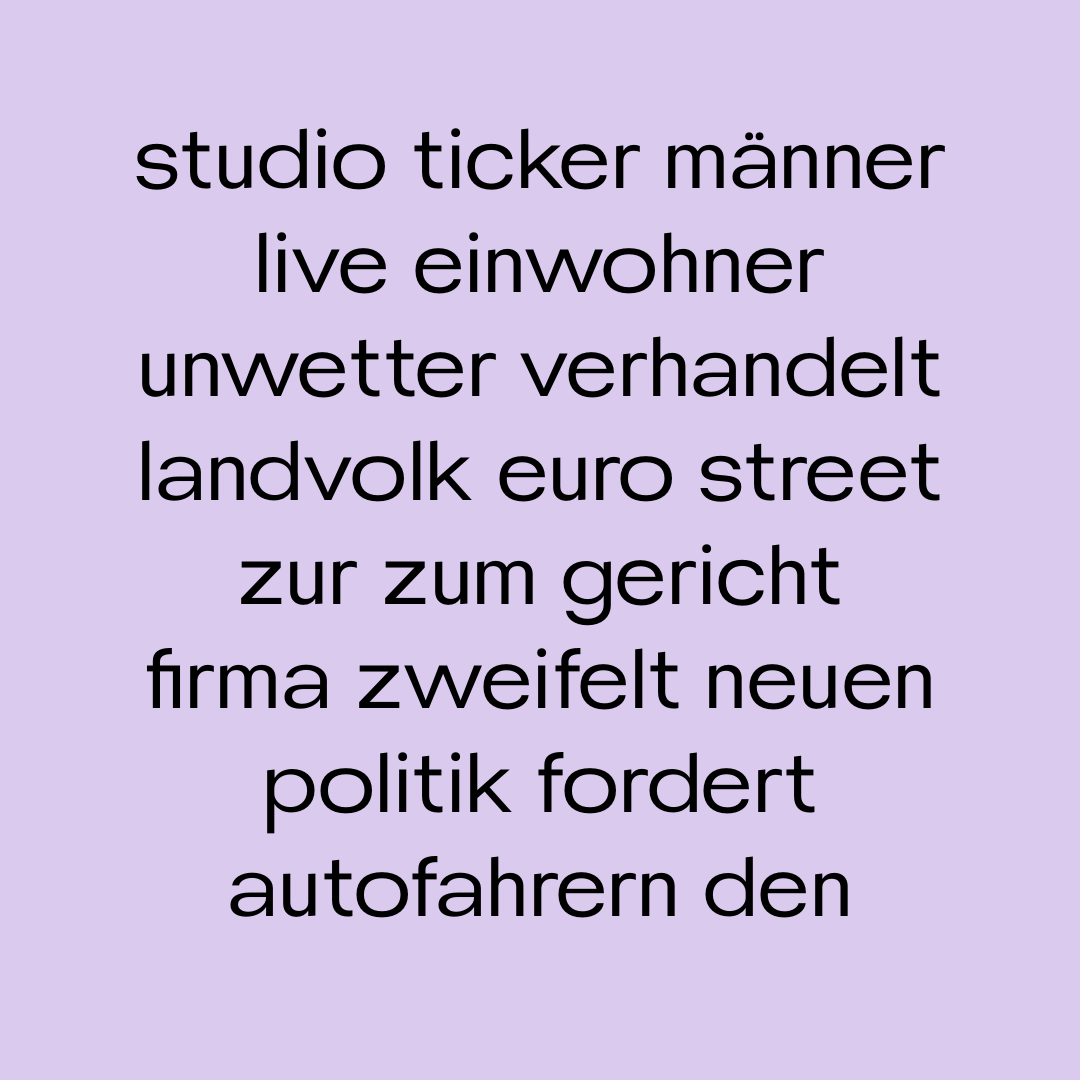 studio ticker männer
live einwohner
unwetter verhandelt
landvolk euro street
zur zum gericht
firma zweifelt neuen
politik fordert
autofahrern den